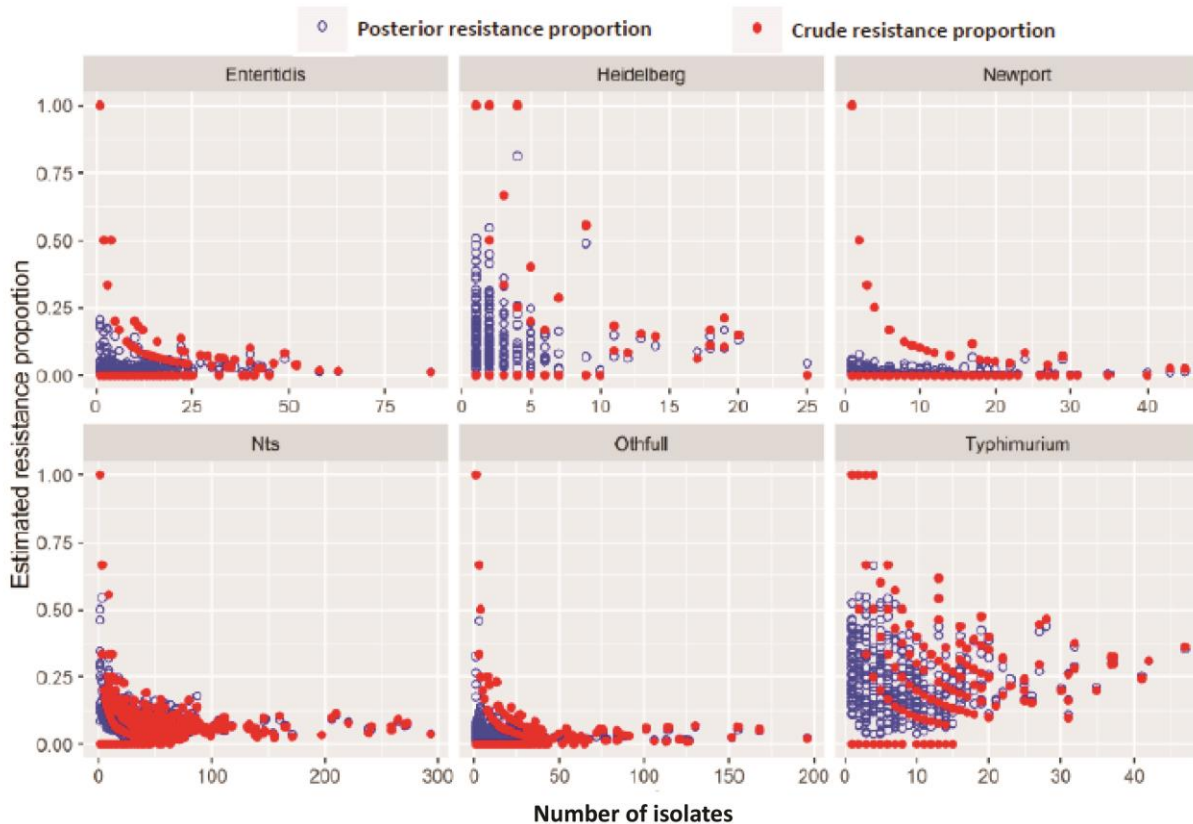 Posterior resistance proportion Crude resistance proportion
Enteritidis Heidelberg Newport
1.00
0.75
0.50
0.25
0.00
0 25 50 75 0 5 10 15 20 25 0 10 20 30 40
Nts Othfull Typhimurium
1.00
0.75
0.50
0.25
0.00
0 100 200 300 0 50 100 150 200 0 10 20 30 40
Estimated resistance proportion
Number of isolates